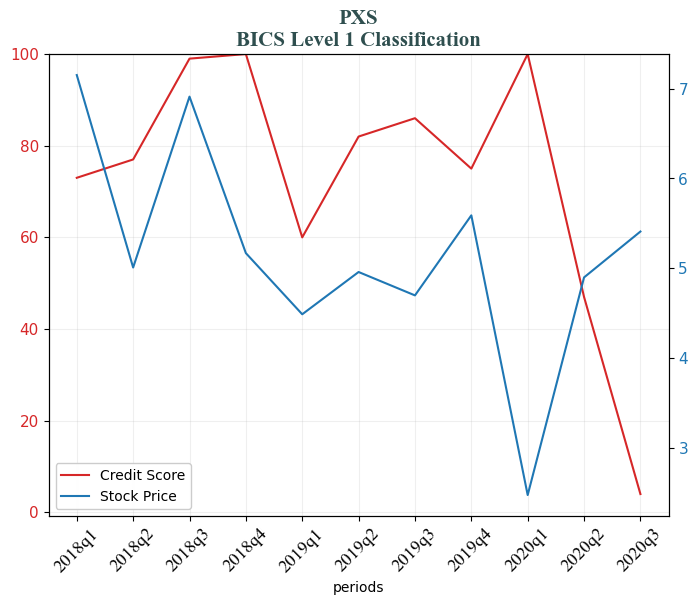 PXS
BICS Level 1 Classification
100
80
60
40
20
0
7
6
5
4
3
Credit Score
Stock Price
2018q1
2018q2
2018q3
2018q4
2019q1
2019q2
2019q3
2019q4
2020q1
2020q2
2020q3
periods